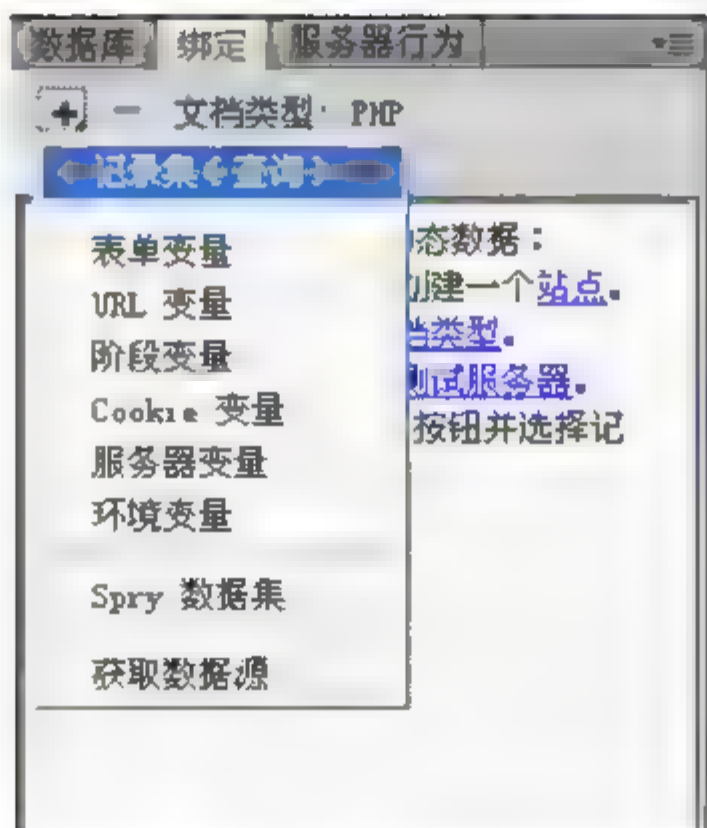 数据库 绑定 服务器行为
文档类型: PHP
记录集(查询)
表单变量
URL 变量
阶段变量
Cookie 变量
服务器变量
环境变量
Spry 数据集
获取数据源
态数据：
创建一个站点。
档类型。
测试服务器。
按钮并选择记